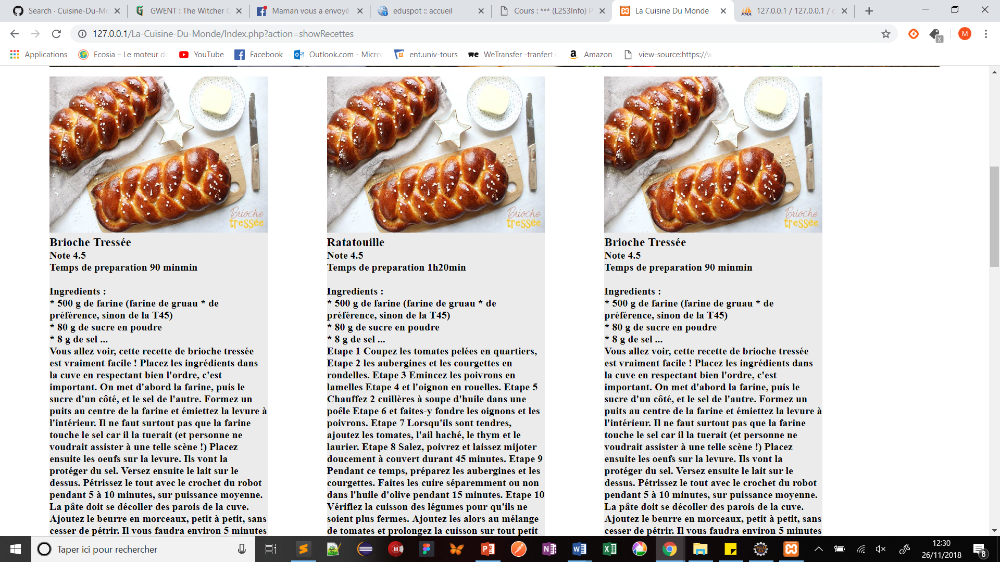 Search · Cuisine-Du-Mo
GWENT : The Witcher C
Maman vous a envoyé
eduspot :: accueil
Cours : *** (L2S3Info) P
La Cuisine Du Monde
127.0.0.1 / 127.0.0.1 / c
127.0.0.1/La-Cuisine-Du-Monde/Index.php?action=showRecettes
M
Applications
Ecosia – Le moteur de
YouTube
Facebook
Outlook.com - Micros
ent.univ-tours
WeTransfer -tranfert d
Amazon
view-source:https://w
Brioche
tressée
Brioche Tressée
Note 4.5
Temps de preparation 90 minmin
Ingredients :
* 500 g de farine (farine de gruau * de
préférence, sinon de la T45)
* 80 g de sucre en poudre
* 8 g de sel ...
Vous allez voir, cette recette de brioche tressée
est vraiment facile ! Placez les ingrédients dans
la cuve en respectant bien l'ordre, c'est
important. On met d'abord la farine, puis le
sucre d'un côté, et le sel de l'autre. Formez un
puits au centre de la farine et émiettez la levure à
l'intérieur. Il ne faut surtout pas que la farine
touche le sel car il la tuerait (et personne ne
voudrait assister à une telle scène !) Placez
ensuite les oeufs sur la levure. Ils vont la
protéger du sel. Versez ensuite le lait sur le
dessus. Pétrissez le tout avec le crochet du robot
pendant 5 à 10 minutes, sur puissance moyenne.
La pâte doit se décoller des parois de la cuve.
Ajoutez le beurre en morceaux, petit à petit, sans
cesser de pétrir. Il vous faudra environ 5 minutes
Brioche
tressée
Ratatouille
Note 4.5
Temps de preparation 1h20min
Ingredients :
* 500 g de farine (farine de gruau * de
préférence, sinon de la T45)
* 80 g de sucre en poudre
* 8 g de sel ...
Etape 1 Coupez les tomates pelées en quartiers,
Etape 2 les aubergines et les courgettes en
rondelles. Etape 3 Emincez les poivrons en
lamelles Etape 4 et l'oignon en rouelles. Etape 5
Chauffez 2 cuillères à soupe d'huile dans une
poêle Etape 6 et faites-y fondre les oignons et les
poivrons. Etape 7 Lorsqu'ils sont tendres,
ajoutez les tomates, l'ail haché, le thym et le
laurier. Etape 8 Salez, poivrez et laissez mijoter
doucement à couvert durant 45 minutes. Etape 9
Pendant ce temps, préparez les aubergines et les
courgettes. Faites les cuire séparemment ou non
dans l'huile d'olive pendant 15 minutes. Etape 10
Vérifiez la cuisson des légumes pour qu'ils ne
soient plus fermes. Ajoutez les alors au mélange
de tomates et prolongez la cuisson sur tout petit
Brioche
tressée
Brioche Tressée
Note 4.5
Temps de preparation 90 minmin
Ingredients :
* 500 g de farine (farine de gruau * de
préférence, sinon de la T45)
* 80 g de sucre en poudre
* 8 g de sel ...
Vous allez voir, cette recette de brioche tressée
est vraiment facile ! Placez les ingrédients dans
la cuve en respectant bien l'ordre, c'est
important. On met d'abord la farine, puis le
sucre d'un côté, et le sel de l'autre. Formez un
puits au centre de la farine et émiettez la levure à
l'intérieur. Il ne faut surtout pas que la farine
touche le sel car il la tuerait (et personne ne
voudrait assister à une telle scène !) Placez
ensuite les oeufs sur la levure. Ils vont la
protéger du sel. Versez ensuite le lait sur le
dessus. Pétrissez le tout avec le crochet du robot
pendant 5 à 10 minutes, sur puissance moyenne.
La pâte doit se décoller des parois de la cuve.
Ajoutez le beurre en morceaux, petit à petit, sans
cesser de pétrir. Il vous faudra environ 5 minutes
Taper ici pour rechercher
12:30
26/11/2018
8